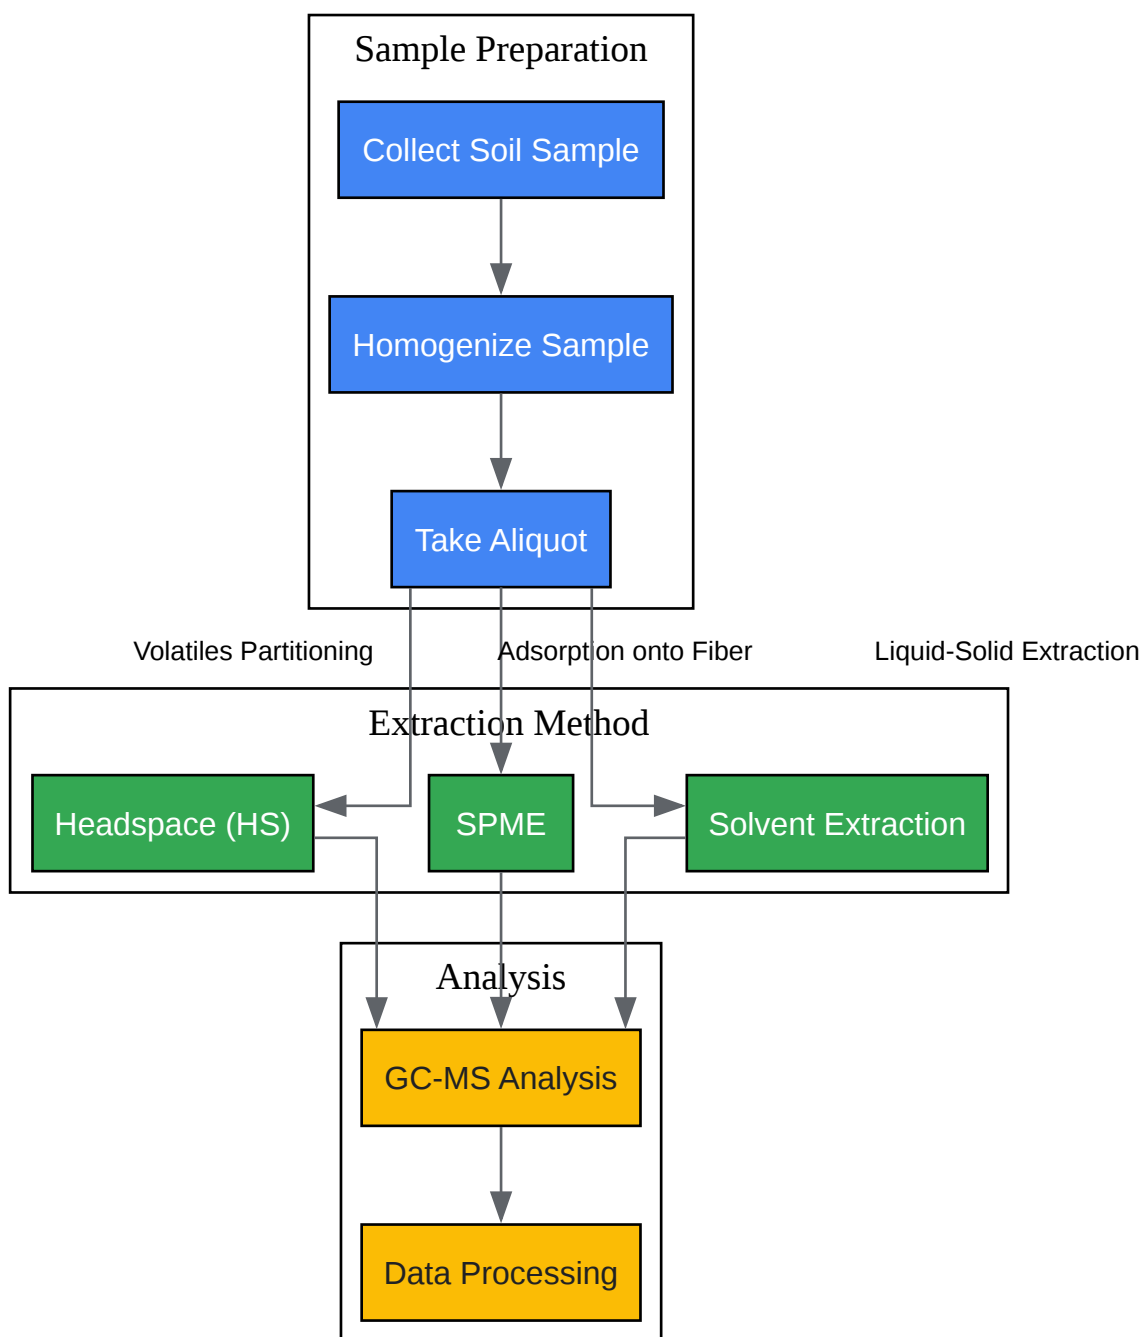 Sample Preparation
Collect Soil Sample
Homogenize Sample
Take Aliquot
Volatiles Partitioning
Adsorption onto Fiber
Liquid-Solid Extraction
Extraction Method
Headspace (HS)
SPME
Solvent Extraction
Analysis
GC-MS Analysis
Data Processing